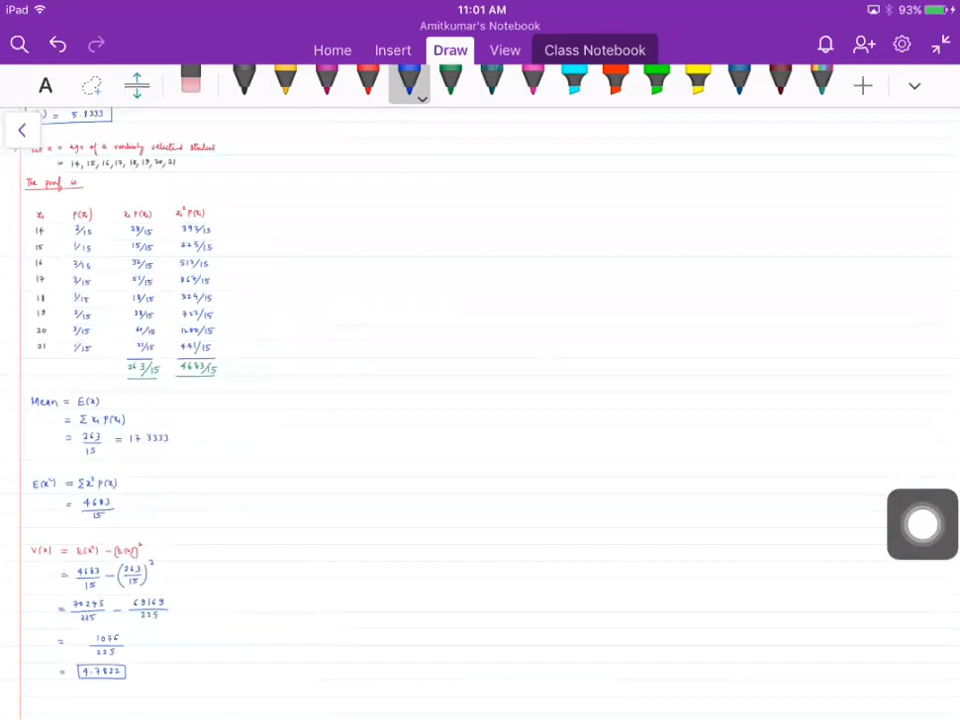 iPad 11:01 AM 93%
Amitkumar's Notebook
Home Insert Draw View Class Notebook
A
= 5.8333
x = age of a randomly selected student
= 14, 15, 16, 17, 18, 19, 20, 21
The pmf is
xi P(xi) xi P(xi) xi² P(xi)
14 2/15 28/15 392/15
15 1/15 15/15 225/15
16 2/15 32/15 512/15
17 3/15 51/15 867/15
18 1/15 18/15 324/15
19 2/15 38/15 722/15
20 3/15 60/15 1200/15
21 1/15 21/15 441/15
263/15 4683/15
Mean = E(x)
= Σ xi P(xi)
= 263/15 = 17.3333
E(x²) = Σx² P(x)
= 4683/15
V(x) = E(x²) - [E(x)]²
= 4683/15 - (263/15)²
= 70245/225 - 69169/225
= 1076/225
= 4.7822